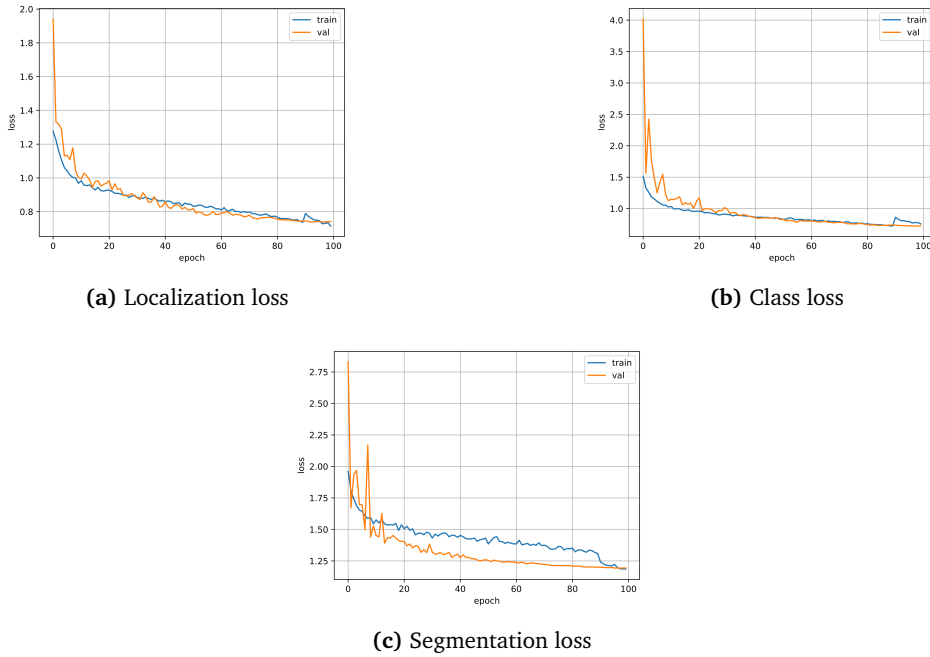 2.0
1.8
1.6
1.4
1.2
1.0
0.8
loss
0 20 40 60 80 100
epoch
train
val
(a) Localization loss
4.0
3.5
3.0
2.5
2.0
1.5
1.0
loss
0 20 40 60 80 100
epoch
train
val
(b) Class loss
2.75
2.50
2.25
2.00
1.75
1.50
1.25
loss
0 20 40 60 80 100
epoch
train
val
(c) Segmentation loss